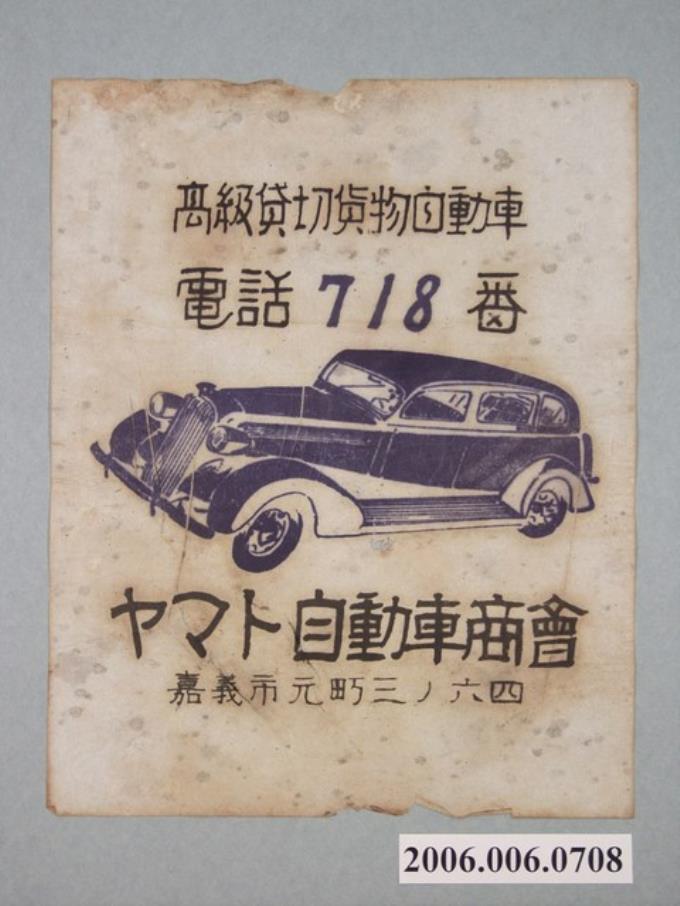 高級貸切貨物自動車
電話 718 番
ヤマト自動車商會
嘉義市元町三ノ六四
2006.006.0708